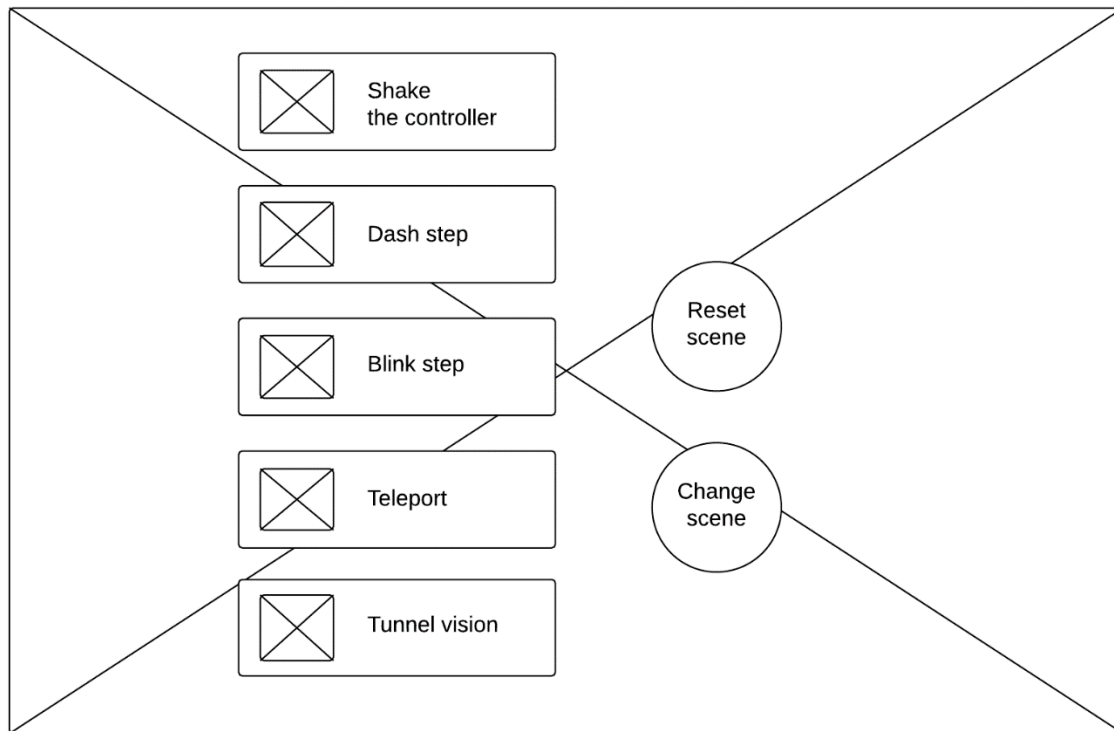 Shake
the controller
Dash step
Blink step
Teleport
Tunnel vision
Reset
scene
Change
scene